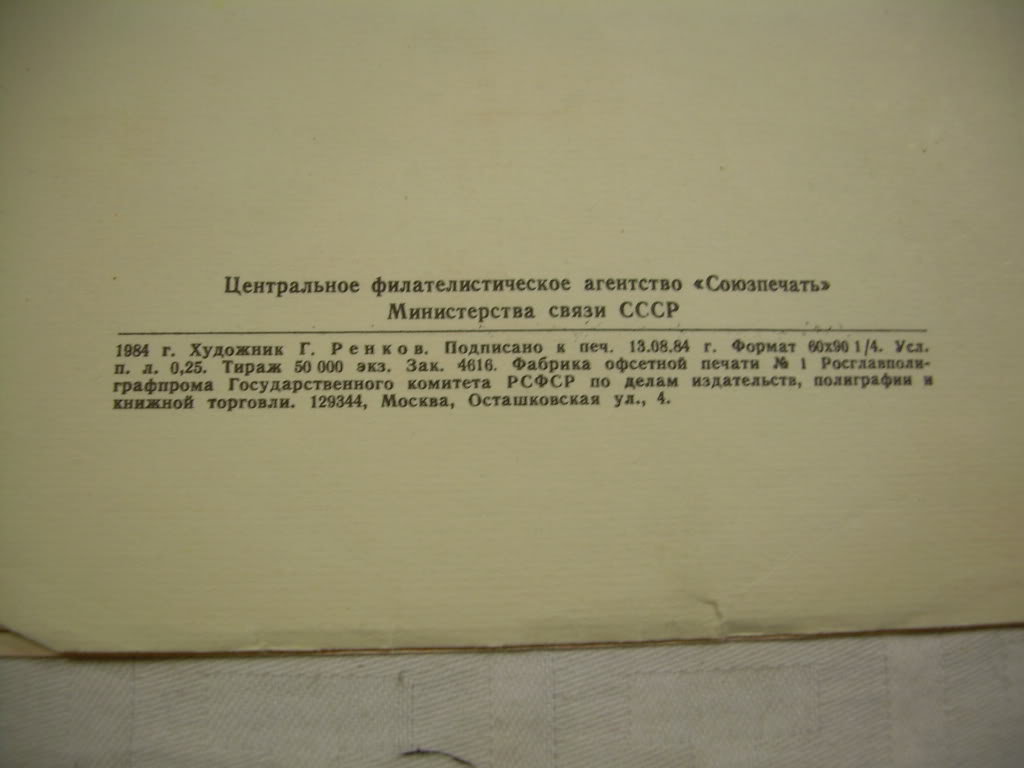 Центральное филателистическое агентство «Союзпечать»
Министерства связи СССР
1984 г. Художник Г. Ренков. Подписано к печ. 13.08.84 г. Формат 60х90 1/4. Усл.
п. л. 0,25. Тираж 50 000 экз. Зак. 4616. Фабрика офсетной печати № 1 Росглавполи-
графпрома Государственного комитета РСФСР по делам издательств, полиграфии и
книжной торговли. 129344, Москва, Осташковская ул., 4.